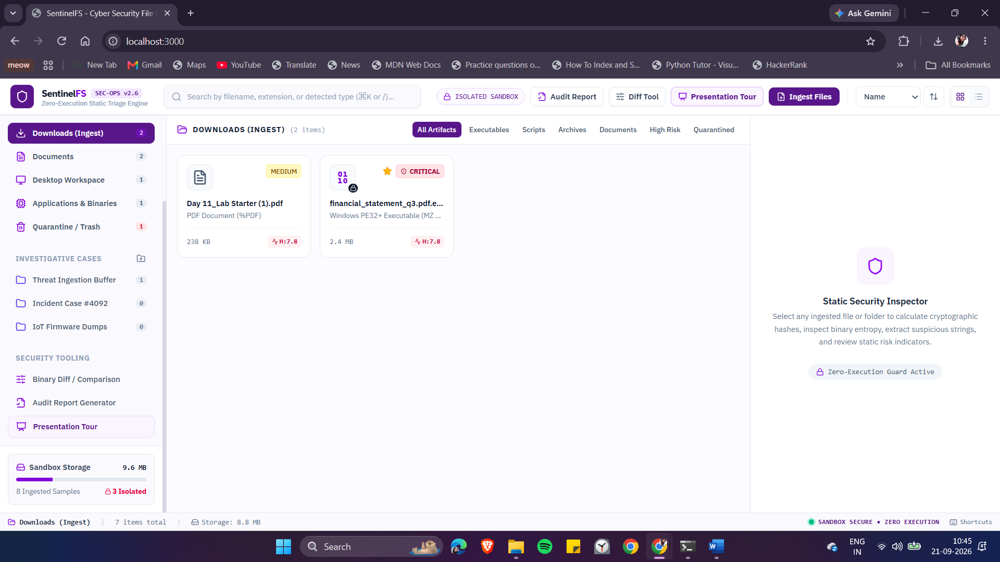 SentinelFS - Cyber Security File
Ask Gemini
localhost:3000
meow
New Tab
Gmail
Maps
YouTube
Translate
News
MDN Web Docs
Practice questions o...
How To Index and S...
Python Tutor - Visu...
HackerRank
All Bookmarks
SentinelFS SEC-OPS v2.6
Zero-Execution Static Triage Engine
Search by filename, extension, or detected type (⌘K or /)...
ISOLATED SANDBOX
Audit Report
Diff Tool
Presentation Tour
Ingest Files
Name
Downloads (Ingest) 2
Documents 2
Desktop Workspace 1
Applications & Binaries 1
Quarantine / Trash 1
INVESTIGATIVE CASES
Threat Ingestion Buffer 1
Incident Case #4092 0
IoT Firmware Dumps 0
SECURITY TOOLING
Binary Diff / Comparison
Audit Report Generator
Presentation Tour
Sandbox Storage 9.6 MB
8 Ingested Samples 3 Isolated
DOWNLOADS (INGEST) (2 items)
All Artifacts
Executables
Scripts
Archives
Documents
High Risk
Quarantined
MEDIUM
Day 11_Lab Starter (1).pdf
PDF Document (%PDF)
238 KB H:7.8
01
10
CRITICAL
financial_statement_q3.pdf.e...
Windows PE32+ Executable (MZ ...
2.4 MB H:7.8
Static Security Inspector
Select any ingested file or folder to calculate cryptographic
hashes, inspect binary entropy, extract suspicious strings,
and review static risk indicators.
Zero-Execution Guard Active
Downloads (Ingest) | 7 items total | Storage: 8.8 MB
SANDBOX SECURE • ZERO EXECUTION
Shortcuts
Search
ENG
IN
10:45
21-09-2026